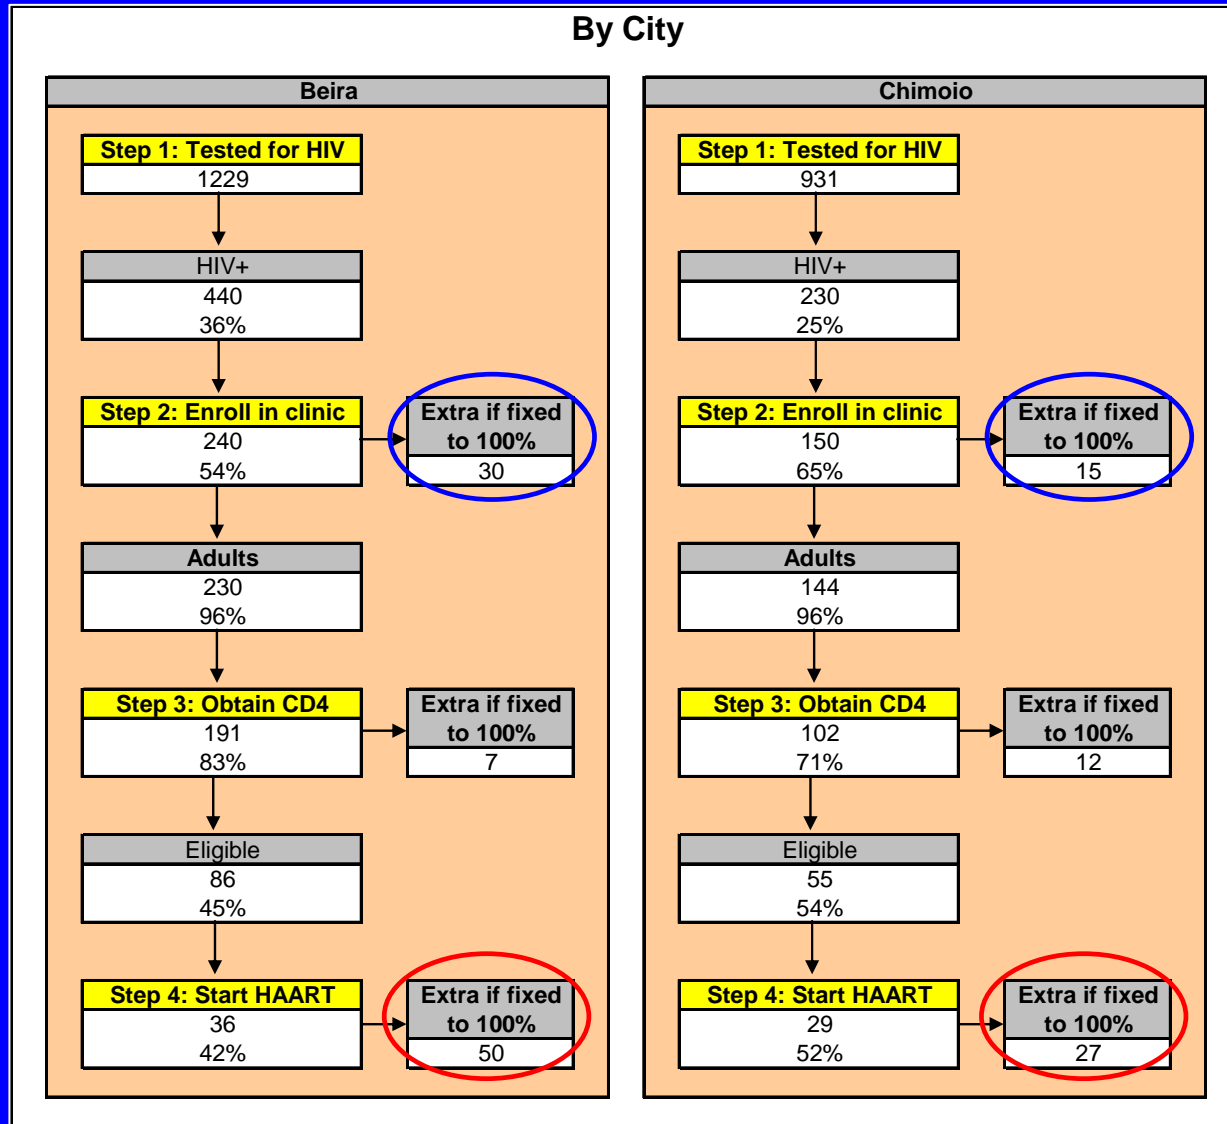 By City
Beira
Step 1: Tested for HIV
1229
HIV+
440
36%
Step 2: Enroll in clinic
240
54%
Extra if fixed
to 100%
30
Adults
230
96%
Step 3: Obtain CD4
191
83%
Extra if fixed
to 100%
7
Eligible
86
45%
Step 4: Start HAART
36
42%
Extra if fixed
to 100%
50
Chimoio
Step 1: Tested for HIV
931
HIV+
230
25%
Step 2: Enroll in clinic
150
65%
Extra if fixed
to 100%
15
Adults
144
96%
Step 3: Obtain CD4
102
71%
Extra if fixed
to 100%
12
Eligible
55
54%
Step 4: Start HAART
29
52%
Extra if fixed
to 100%
27